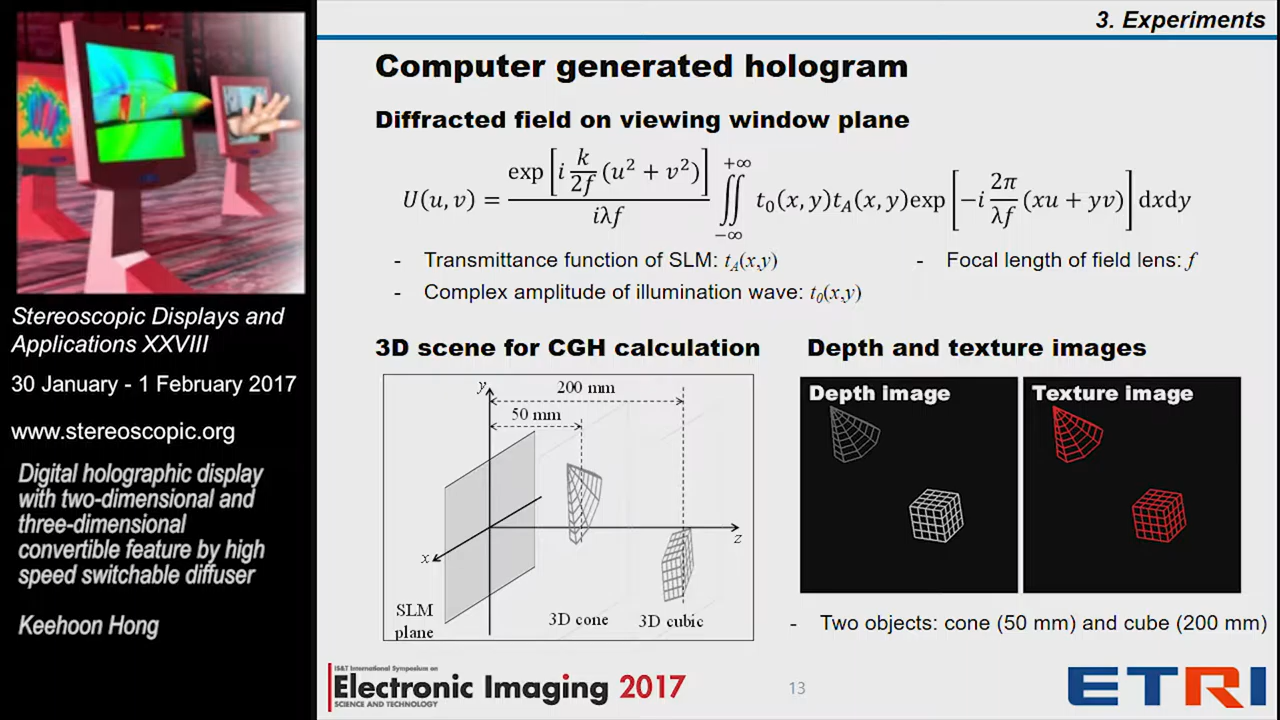 Stereoscopic Displays and
Applications XXVIII
30 January - 1 February 2017
www.stereoscopic.org
Digital holographic display
with two-dimensional and
three-dimensional
convertible feature by high
speed switchable diffuser
Keehoon Hong
3. Experiments
Computer generated hologram
Diffracted field on viewing window plane
U(u, v) = exp[i k/2f (u² + v²)] / iλf ∬_{-∞}^{+∞} t₀(x, y)t_A(x, y)exp[−i 2π/λf (xu + yv)] dxdy
- Transmittance function of SLM: t_A(x,y)
- Focal length of field lens: f
- Complex amplitude of illumination wave: t₀(x,y)
3D scene for CGH calculation
y
200 mm
50 mm
z
x
SLM
plane
3D cone
3D cubic
Depth and texture images
Depth image
Texture image
- Two objects: cone (50 mm) and cube (200 mm)
IS&T International Symposium on
Electronic Imaging 2017
SCIENCE AND TECHNOLOGY
13
ETRI